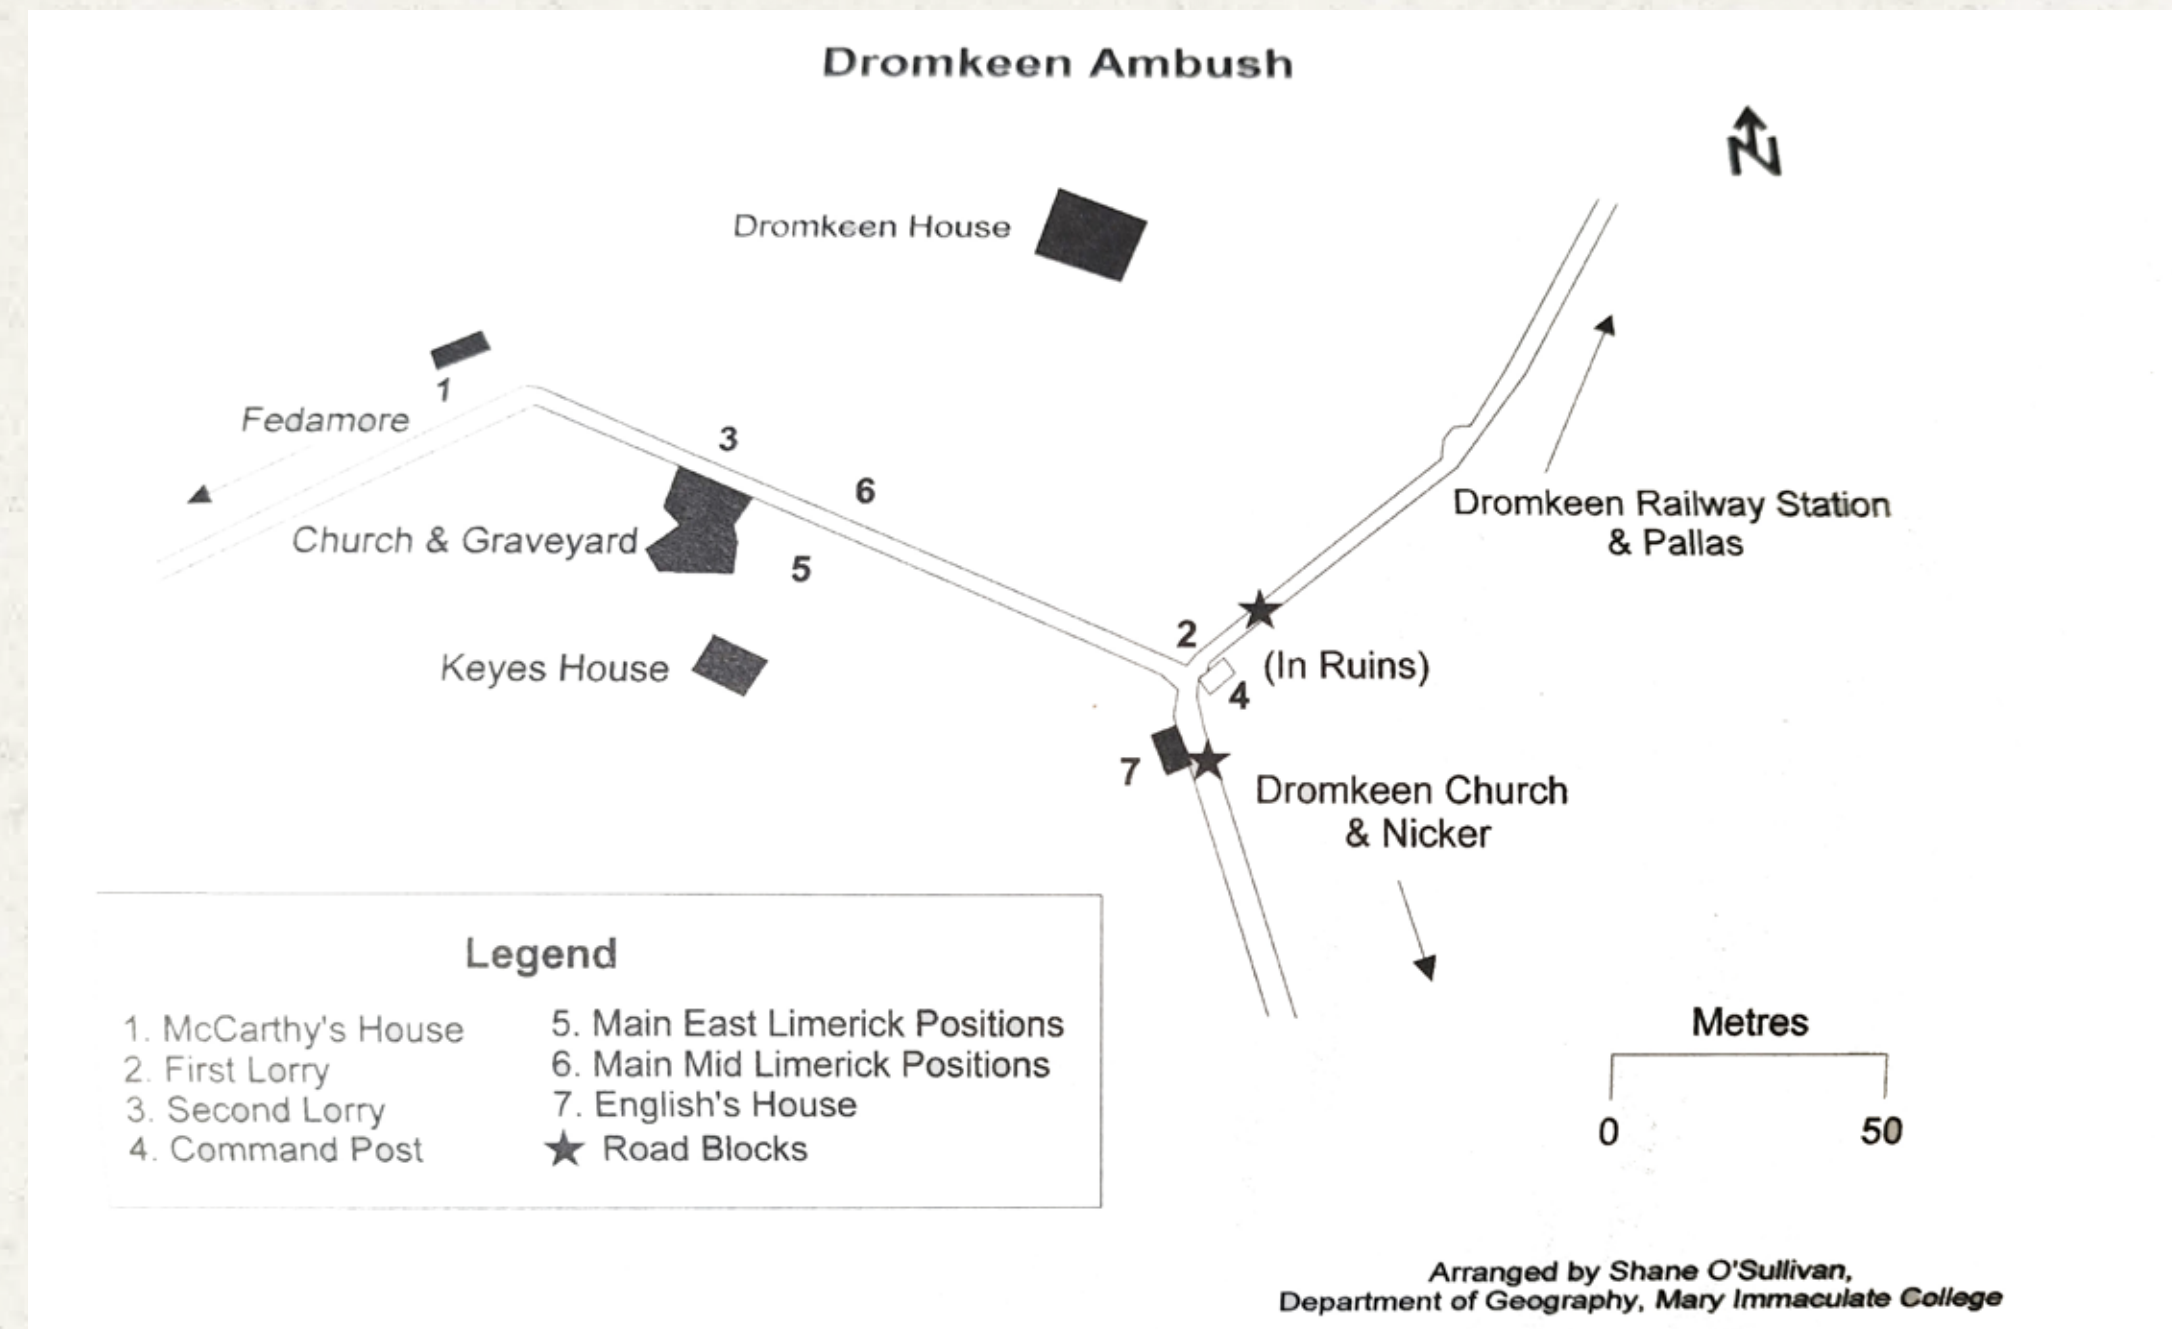 Dromkeen Ambush
N
Dromkeen House
1
Fedamore
3
6
Church & Graveyard
5
Dromkeen Railway Station
& Pallas
2
(In Ruins)
4
Keyes House
7
Dromkeen Church
& Nicker
Legend
1. McCarthy's House
2. First Lorry
3. Second Lorry
4. Command Post
5. Main East Limerick Positions
6. Main Mid Limerick Positions
7. English's House
★ Road Blocks
Metres
0 50
Arranged by Shane O'Sullivan,
Department of Geography, Mary Immaculate College